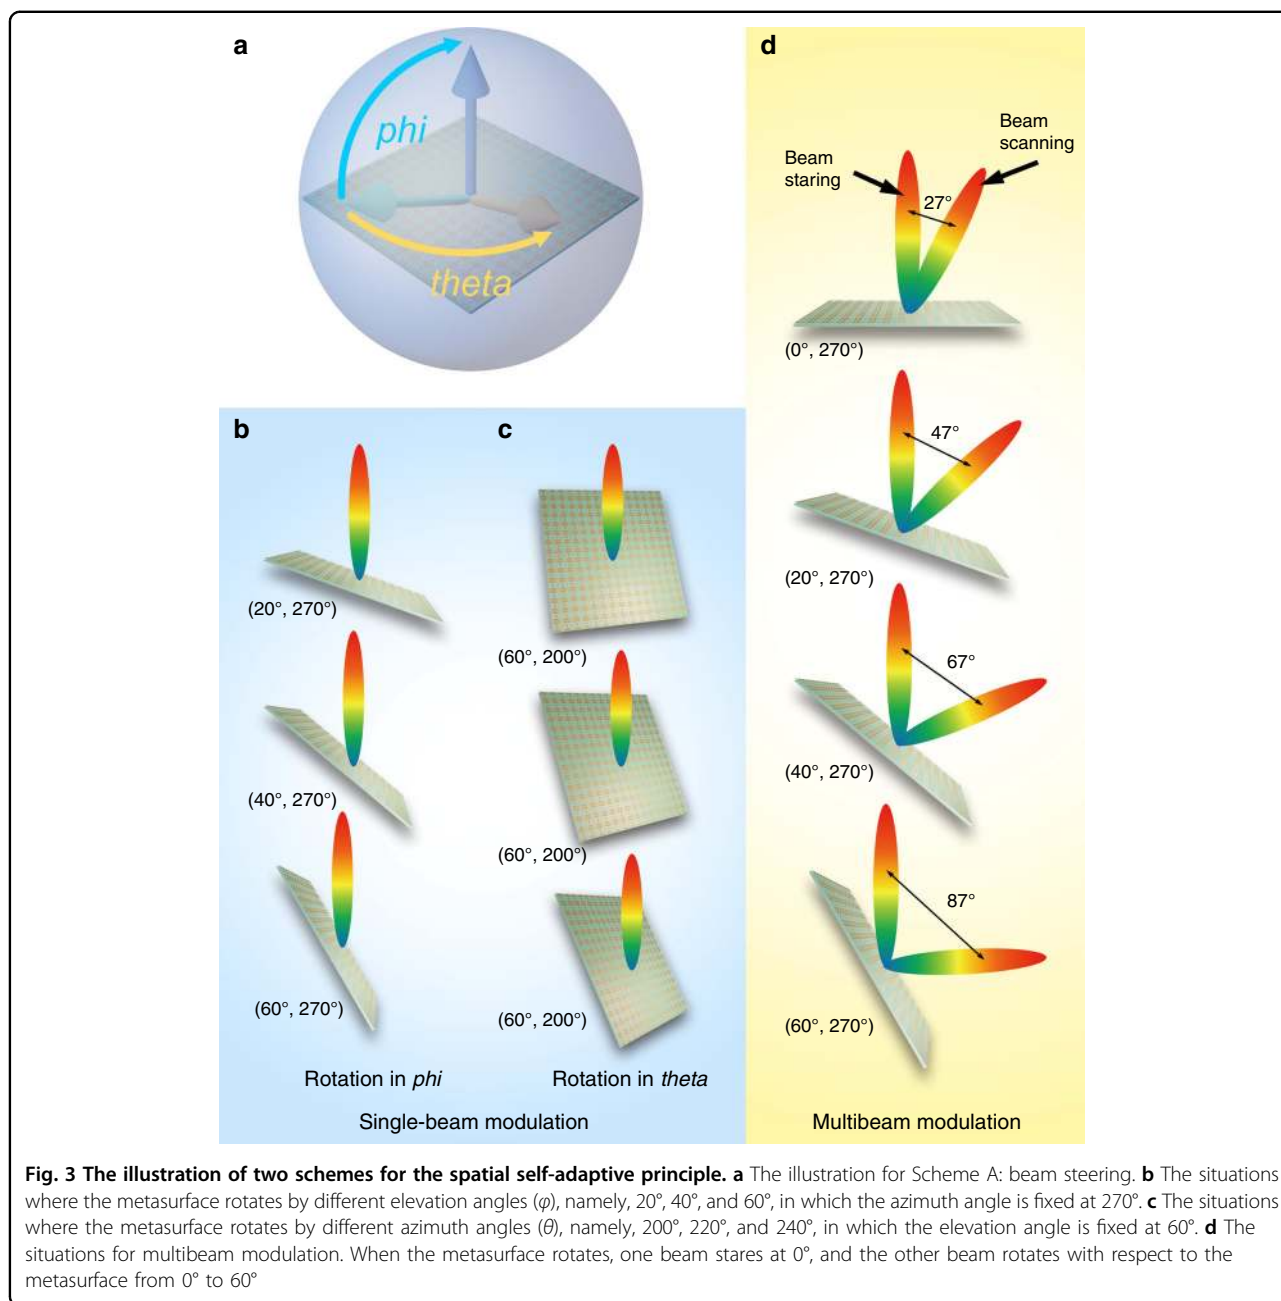 a
phi
theta
b
(20°, 270°)
(40°, 270°)
(60°, 270°)
Rotation in phi
c
(60°, 200°)
(60°, 200°)
(60°, 200°)
Rotation in theta
Single-beam modulation
d
Beam
staring
Beam
scanning
27°
(0°, 270°)
47°
(20°, 270°)
67°
(40°, 270°)
87°
(60°, 270°)
Multibeam modulation
Fig. 3 The illustration of two schemes for the spatial self-adaptive principle. a The illustration for Scheme A: beam steering. b The situations
where the metasurface rotates by different elevation angles (φ), namely, 20°, 40°, and 60°, in which the azimuth angle is fixed at 270°. c The situations
where the metasurface rotates by different azimuth angles (θ), namely, 200°, 220°, and 240°, in which the elevation angle is fixed at 60°. d The
situations for multibeam modulation. When the metasurface rotates, one beam stares at 0°, and the other beam rotates with respect to the
metasurface from 0° to 60°